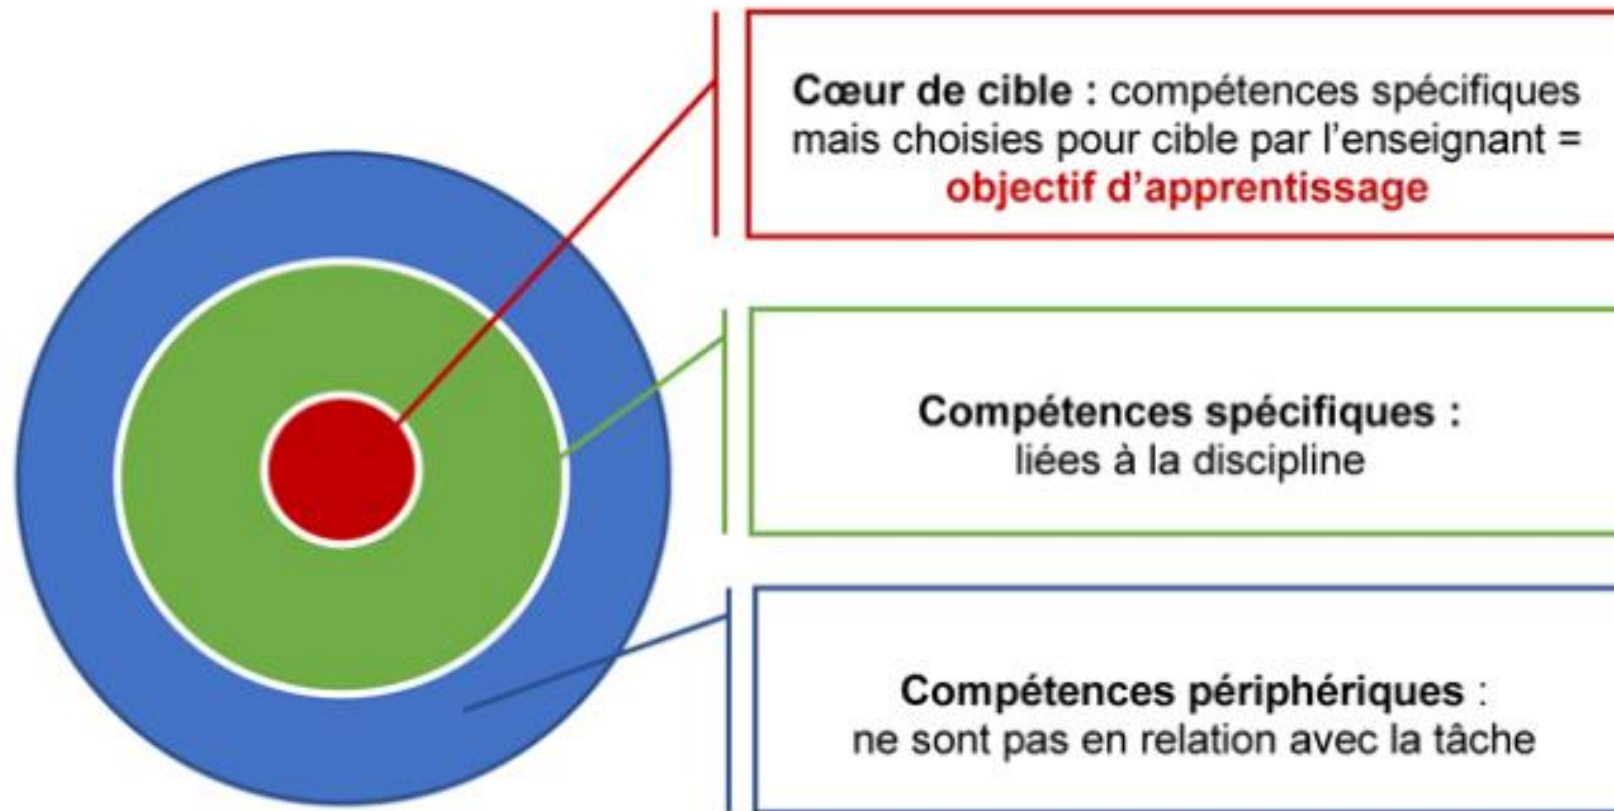 Cœur de cible : compétences spécifiques
mais choisies pour cible par l'enseignant =
objectif d'apprentissage
Compétences spécifiques :
liées à la discipline
Compétences périphériques :
ne sont pas en relation avec la tâche